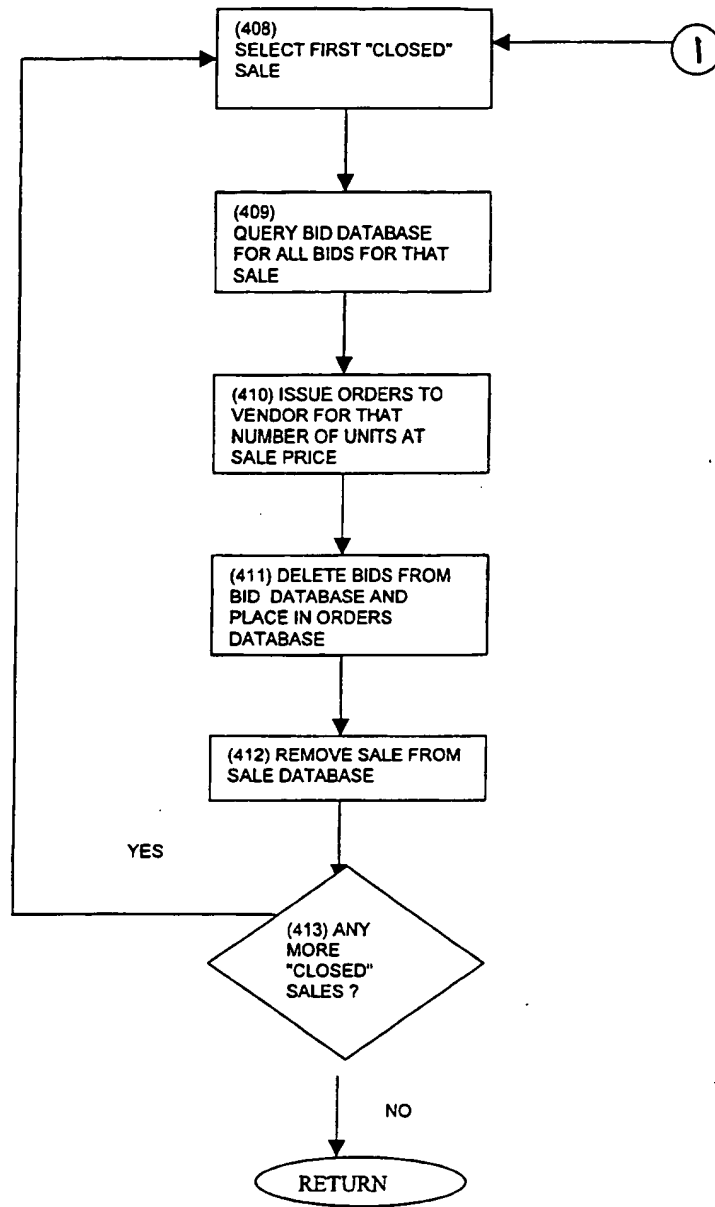 (408)
SELECT FIRST "CLOSED"
SALE
1
(409)
QUERY BID DATABASE
FOR ALL BIDS FOR THAT
SALE
(410) ISSUE ORDERS TO
VENDOR FOR THAT
NUMBER OF UNITS AT
SALE PRICE
(411) DELETE BIDS FROM
BID DATABASE AND
PLACE IN ORDERS
DATABASE
(412) REMOVE SALE FROM
SALE DATABASE
YES
(413) ANY
MORE
"CLOSED"
SALES ?
NO
RETURN